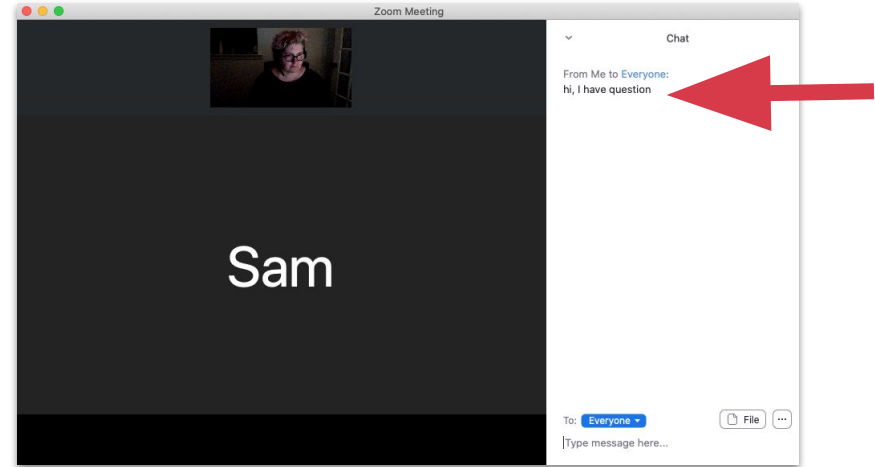 Zoom Meeting
Sam
Chat
From Me to Everyone:
hi, I have question
To: Everyone
File
...
Type message here...